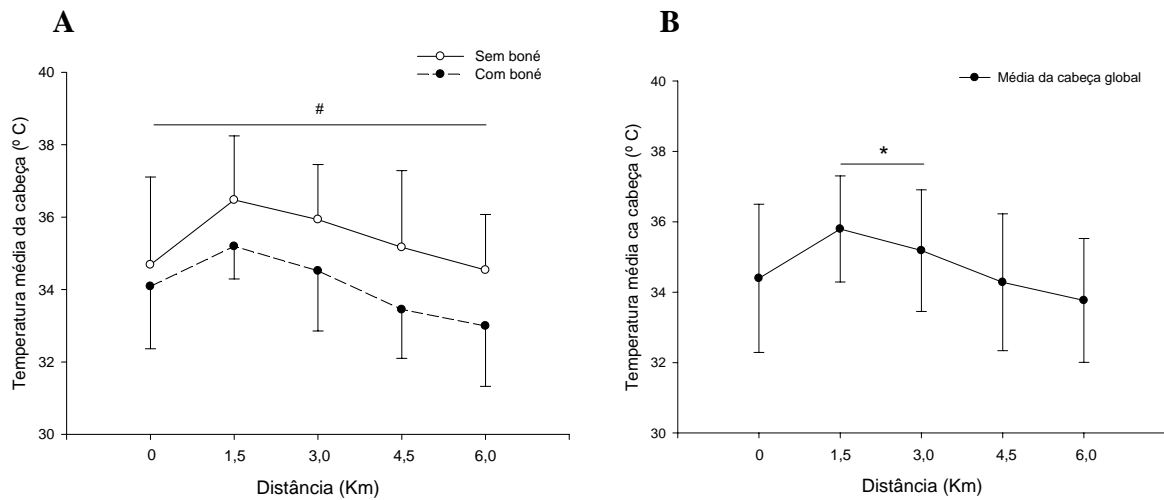 A
Sem boné
Com boné
40
38
36
34
32
30
#
0 1,5 3,0 4,5 6,0
Temperatura média da cabeça (º C)
Distância (Km)
B
Média da cabeça global
40
38
36
34
32
30
*
0 1,5 3,0 4,5 6,0
Temperatura média ca cabeça (º C)
Distância (Km)